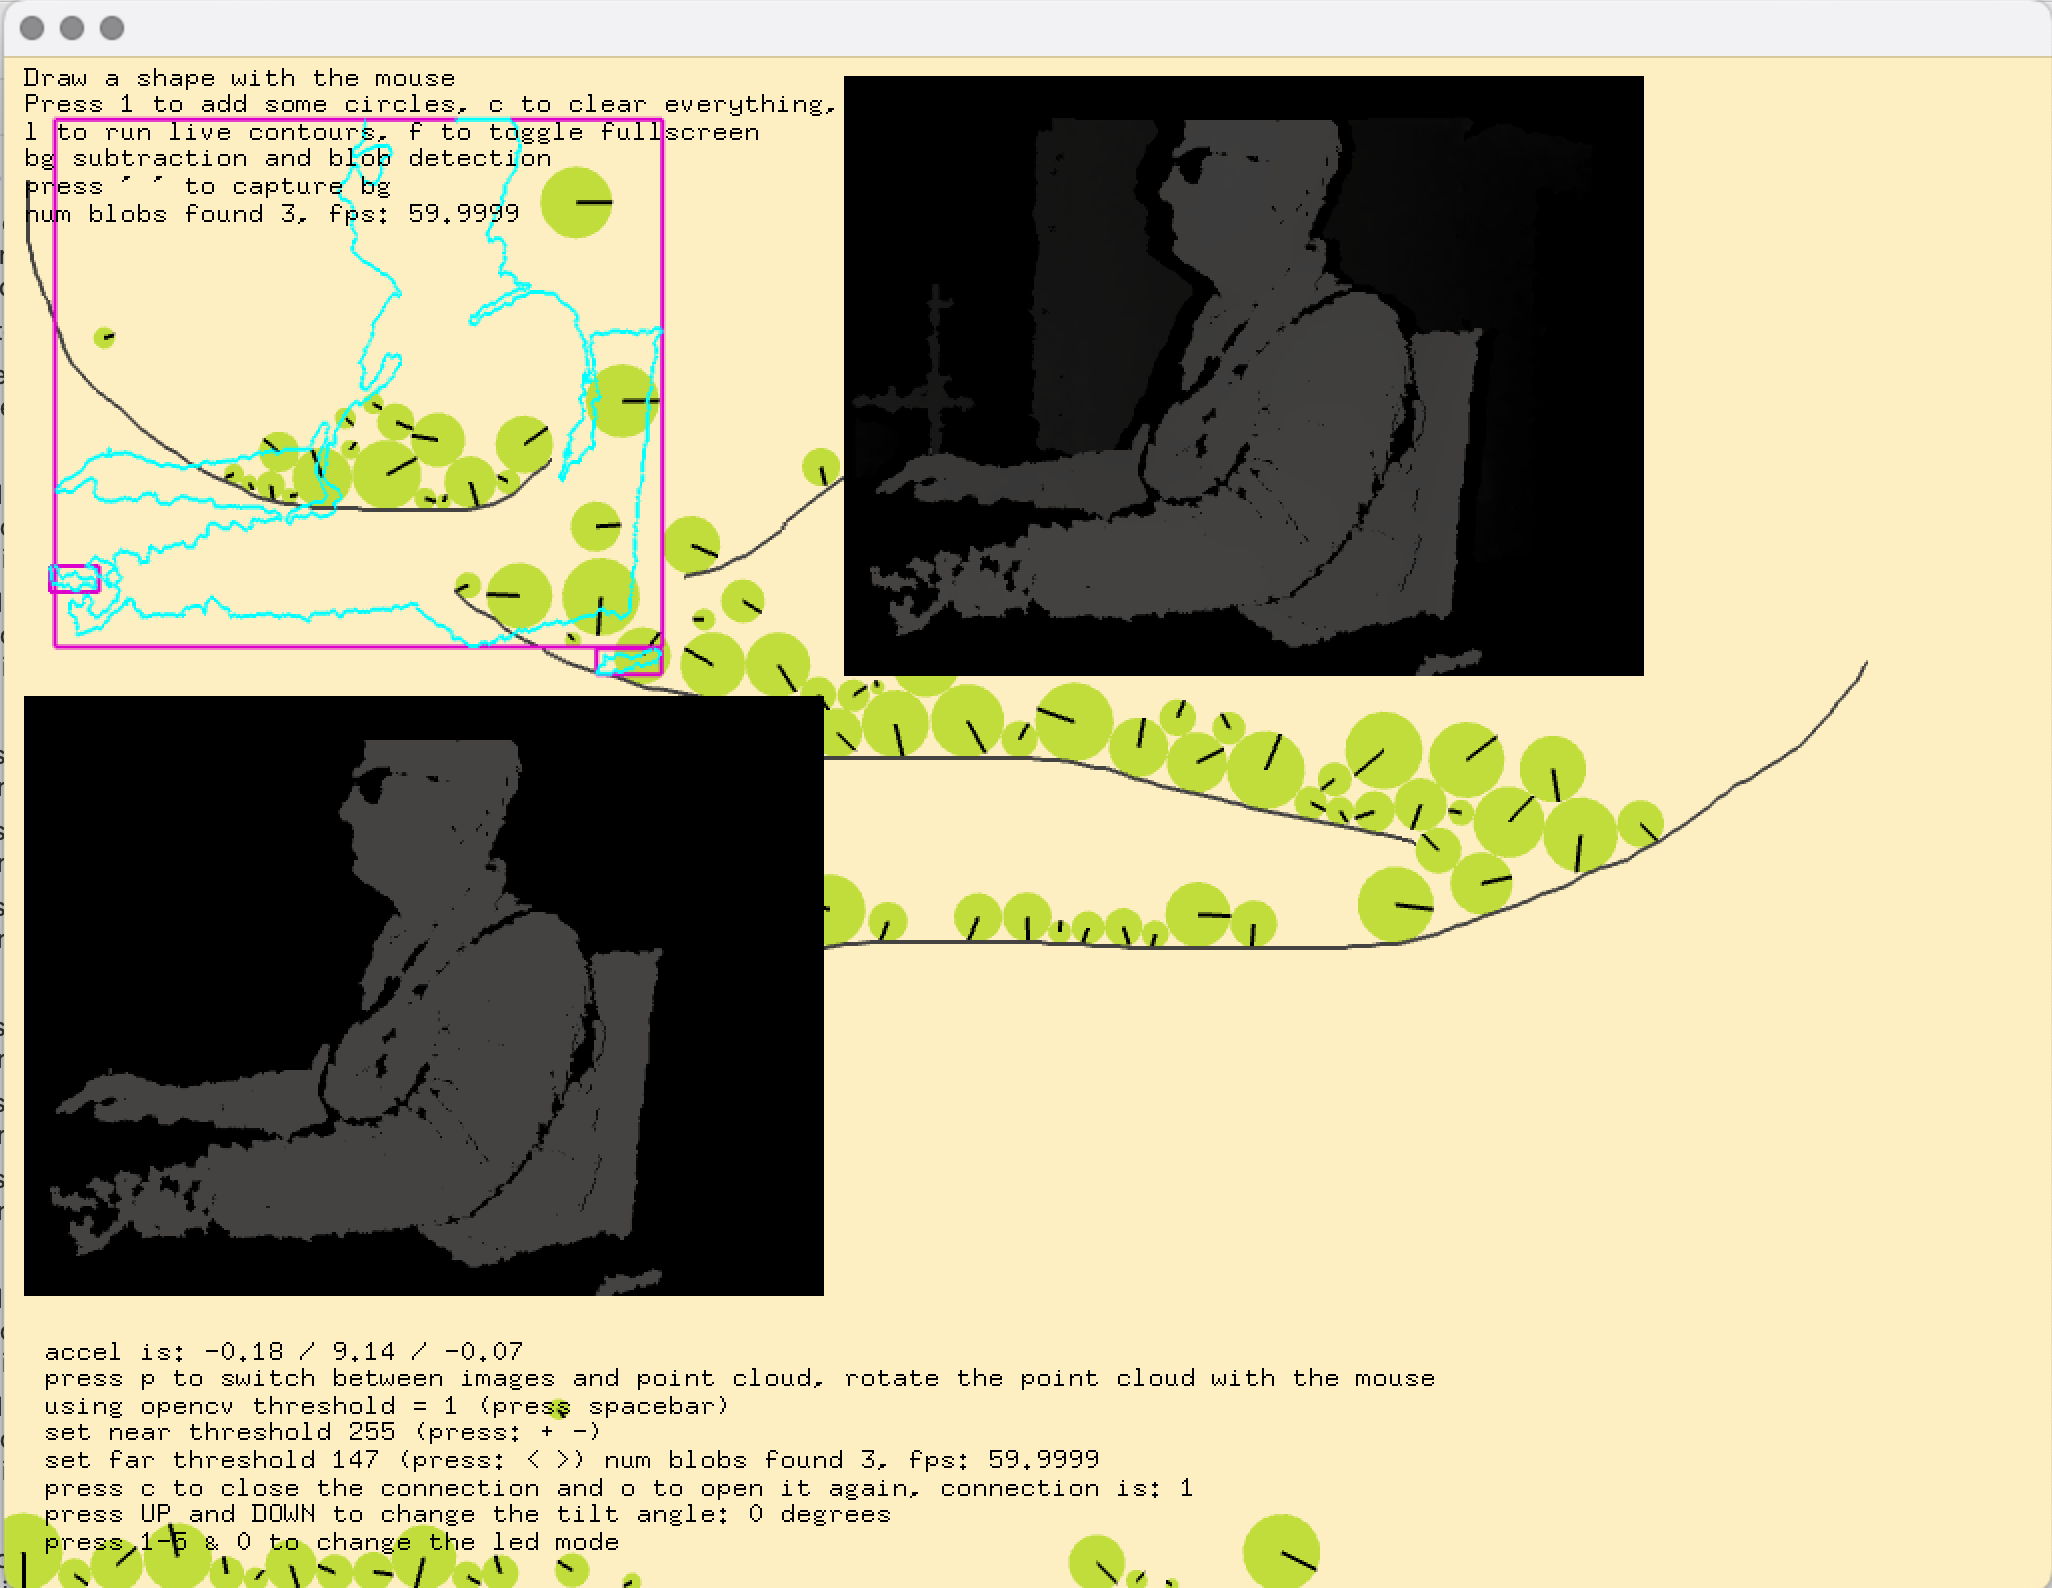 Draw a shape with the mouse
Press 1 to add some circles, c to clear everything,
l to run live contours, f to toggle fullscreen
bg subtraction and blob detection
press ' ' to capture bg
num blobs found 3, fps: 59.9999
accel is: -0.18 / 9.14 / -0.07
press p to switch between images and point cloud, rotate the point cloud with the mouse
using opencv threshold = 1 (press spacebar)
set near threshold 255 (press: + -)
set far threshold 147 (press: < >) num blobs found 3, fps: 59.9999
press c to close the connection and o to open it again, connection is: 1
press UP and DOWN to change the tilt angle: 0 degrees
press 1-5 & 0 to change the led mode